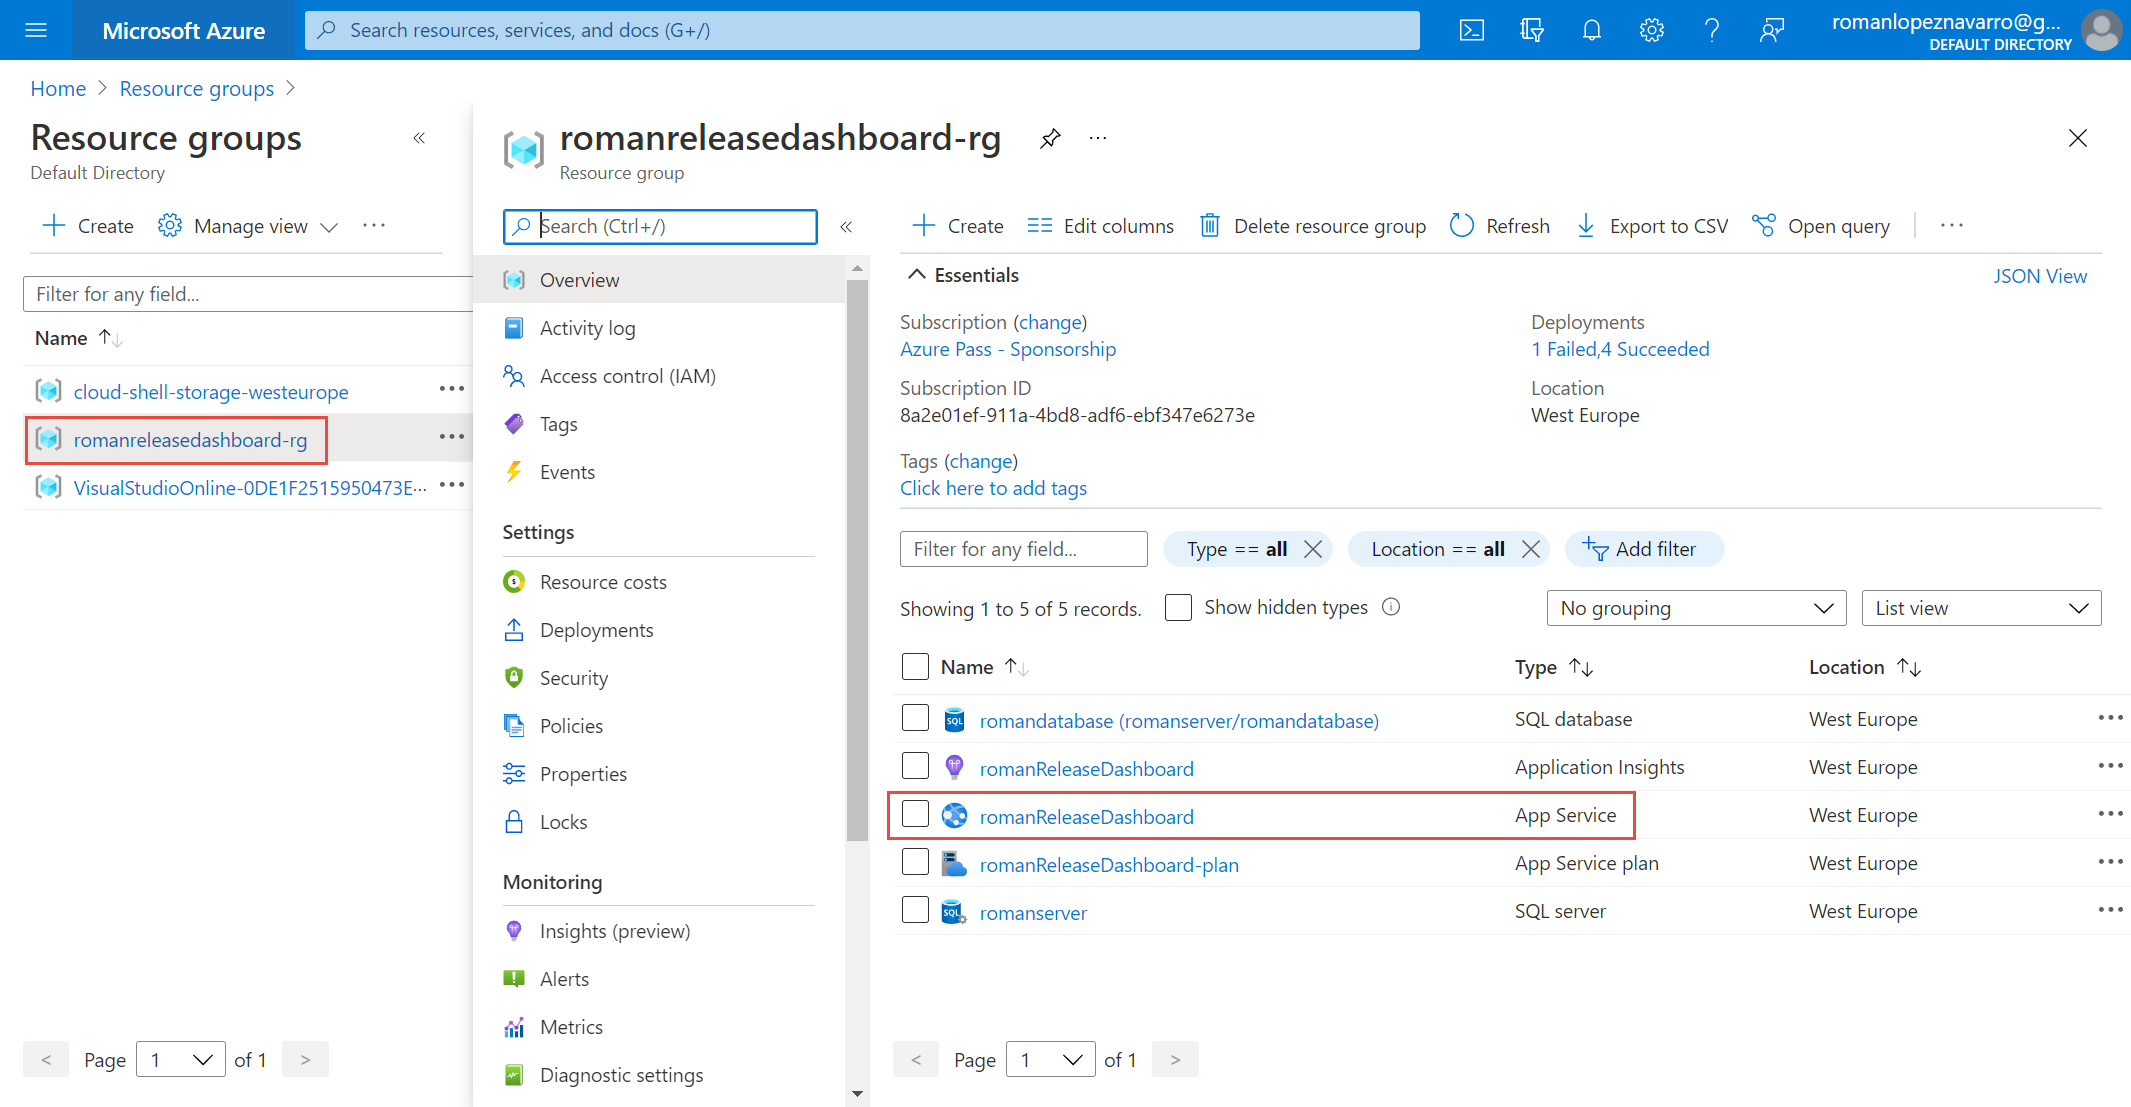 Microsoft Azure
Search resources, services, and docs (G+/)
romanlopeznavarro@g...
DEFAULT DIRECTORY
Home > Resource groups >
Resource groups
Default Directory
Create
Manage view
Filter for any field...
Name
cloud-shell-storage-westeurope
romanreleasedashboard-rg
VisualStudioOnline-0DE1F2515950473E...
< Page 1 of 1 >
romanreleasedashboard-rg
Resource group
Search (Ctrl+/)
Overview
Activity log
Access control (IAM)
Tags
Events
Settings
Resource costs
Deployments
Security
Policies
Properties
Locks
Monitoring
Insights (preview)
Alerts
Metrics
Diagnostic settings
Create Edit columns Delete resource group Refresh Export to CSV Open query
Essentials
JSON View
Subscription (change)
Azure Pass - Sponsorship
Subscription ID
8a2e01ef-911a-4bd8-adf6-ebf347e6273e
Deployments
1 Failed,4 Succeeded
Location
West Europe
Tags (change)
Click here to add tags
Filter for any field... Type == all Location == all Add filter
Showing 1 to 5 of 5 records. Show hidden types No grouping List view
Name Type Location
SQL romandatabase (romanserver/romandatabase) SQL database West Europe
romanReleaseDashboard Application Insights West Europe
romanReleaseDashboard App Service West Europe
romanReleaseDashboard-plan App Service plan West Europe
SQL romanserver SQL server West Europe
< Page 1 of 1 >